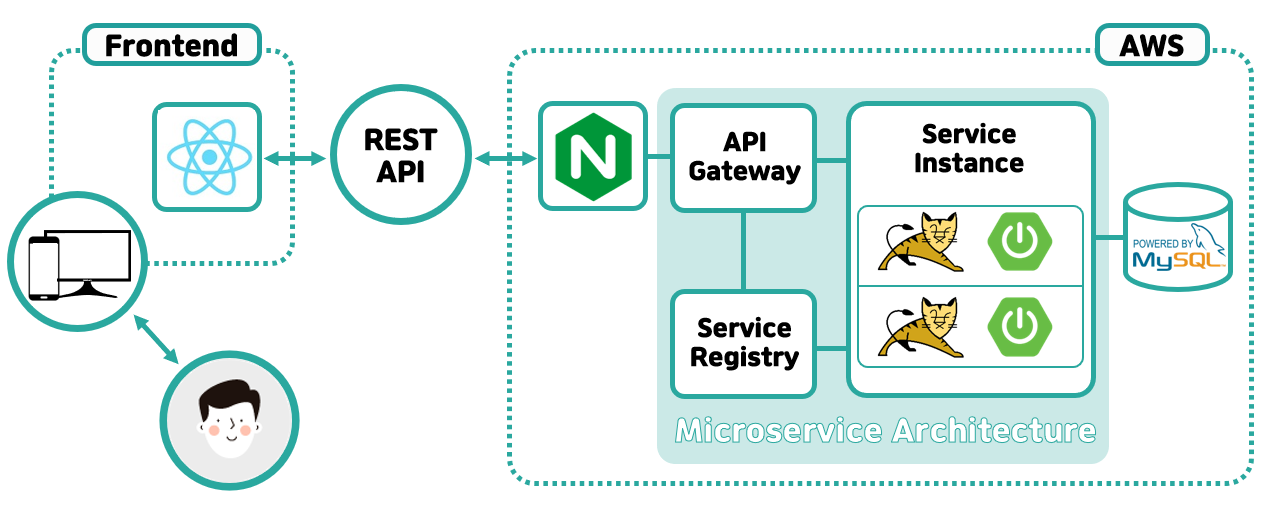 Frontend
AWS
REST
API
N
API
Gateway
Service
Instance
Service
Registry
POWERED BY
MySQL
Microservice Architecture